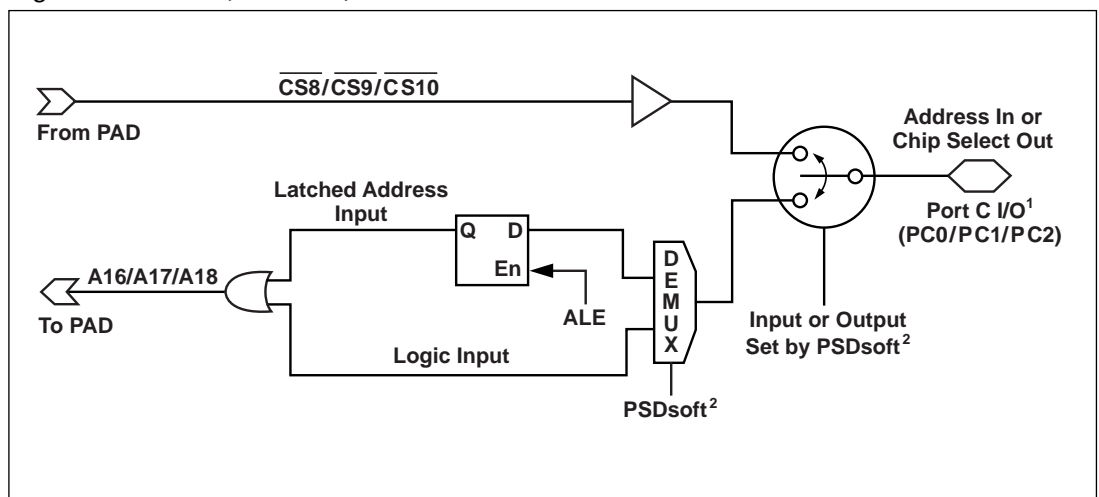 CS8/CS9/CS10
From PAD
Address In or
Chip Select Out
Port C I/O¹
(PC0/PC1/PC2)
Latched Address
Input
Q D
En
ALE
D
E
M
U
X
A16/A17/A18
To PAD
Logic Input
PSDsoft²
Input or Output
Set by PSDsoft²